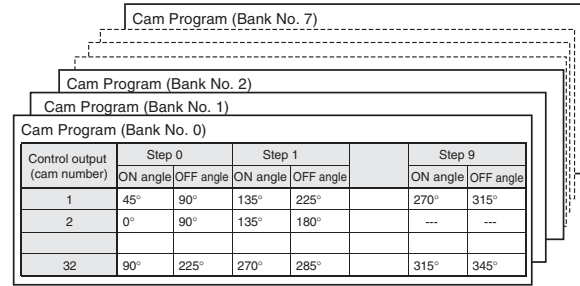 Cam Program (Bank No. 7)
Cam Program (Bank No. 2)
Cam Program (Bank No. 1)
Cam Program (Bank No. 0)
Control output (cam number) Step 0 Step 1 Step 9
ON angle OFF angle ON angle OFF angle ON angle OFF angle
1 45° 90° 135° 225° 270° 315°
2 0° 90° 135° 180° --- ---
32 90° 225° 270° 285° 315° 345°